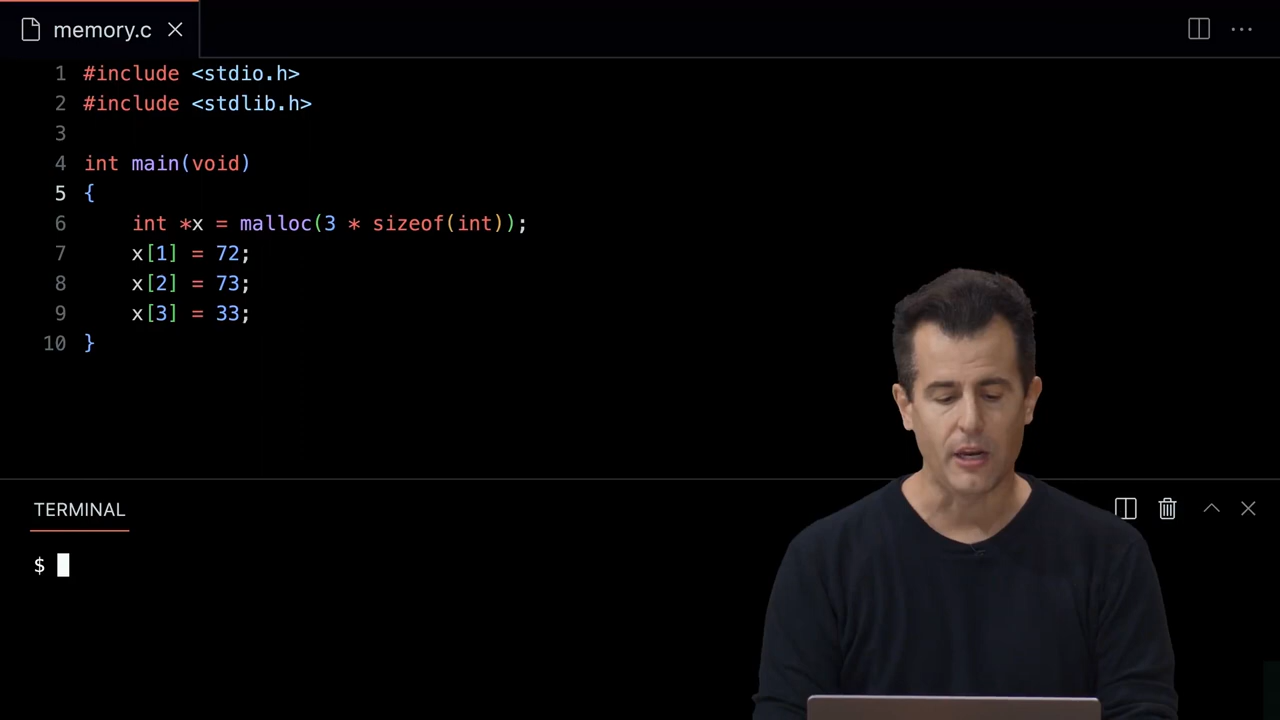 memory.c
1 #include <stdio.h>
2 #include <stdlib.h>
3
4 int main(void)
5 {
6 int *x = malloc(3 * sizeof(int));
7 x[1] = 72;
8 x[2] = 73;
9 x[3] = 33;
10 }
TERMINAL
$